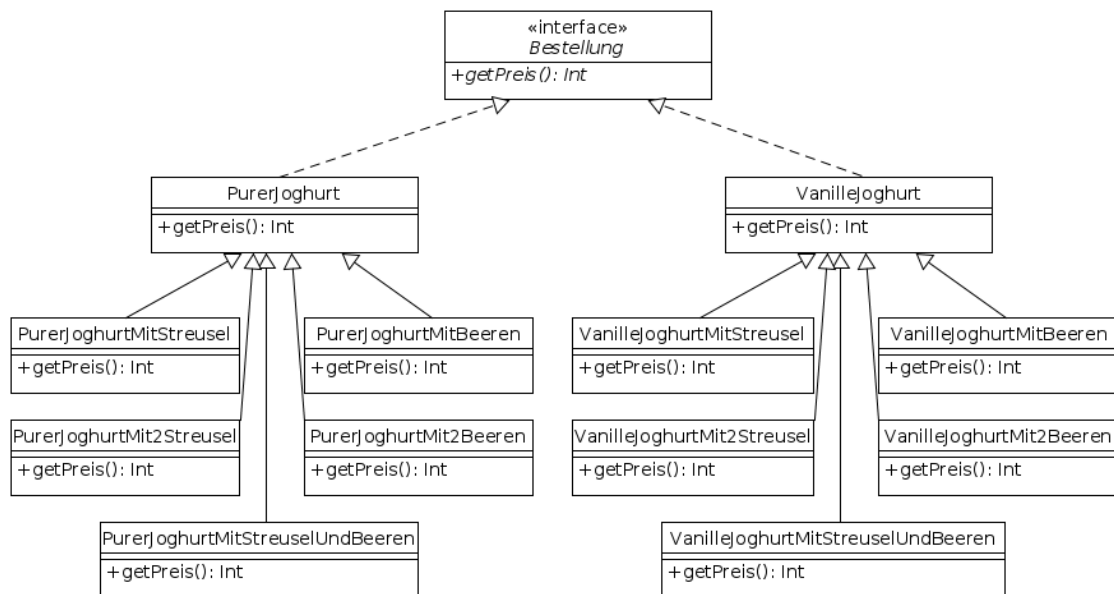 «interface»
Bestellung
+getPreis(): Int
PurerJoghurt
+getPreis(): Int
VanilleJoghurt
+getPreis(): Int
PurerJoghurtMitStreusel
+getPreis(): Int
PurerJoghurtMitBeeren
+getPreis(): Int
VanilleJoghurtMitStreusel
+getPreis(): Int
VanilleJoghurtMitBeeren
+getPreis(): Int
PurerJoghurtMit2Streusel
+getPreis(): Int
PurerJoghurtMit2Beeren
+getPreis(): Int
VanilleJoghurtMit2Streusel
+getPreis(): Int
VanilleJoghurtMit2Beeren
+getPreis(): Int
PurerJoghurtMitStreuselUndBeeren
+getPreis(): Int
VanilleJoghurtMitStreuselUndBeeren
+getPreis(): Int